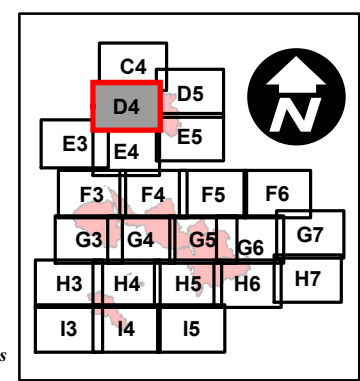 C4
D4 D5
E3 E4 E5
F3 F4 F5 F6
G3 G4 G5 G6 G7
H3 H4 H5 H6 H7
I3 I4 I5
N
s